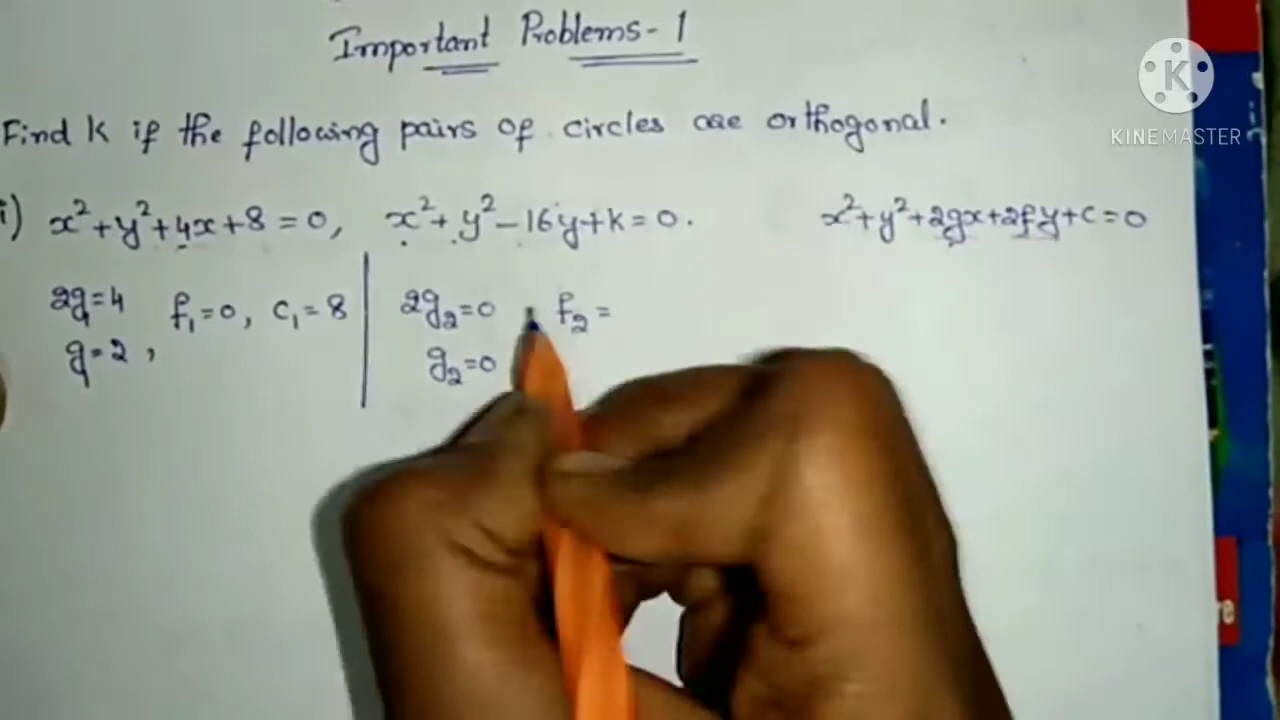 Important Problems-1
K
KINEMASTER
Find K if the following pairs of circles are orthogonal.
i) x²+y²+4x+8=0, x²+y²-16y+k=0.
x²+y²+2gx+2fy+c=0
2g₁=4 f₁=0, c₁=8
g₁=2,
2g₂=0 f₂=
g₂=0
re